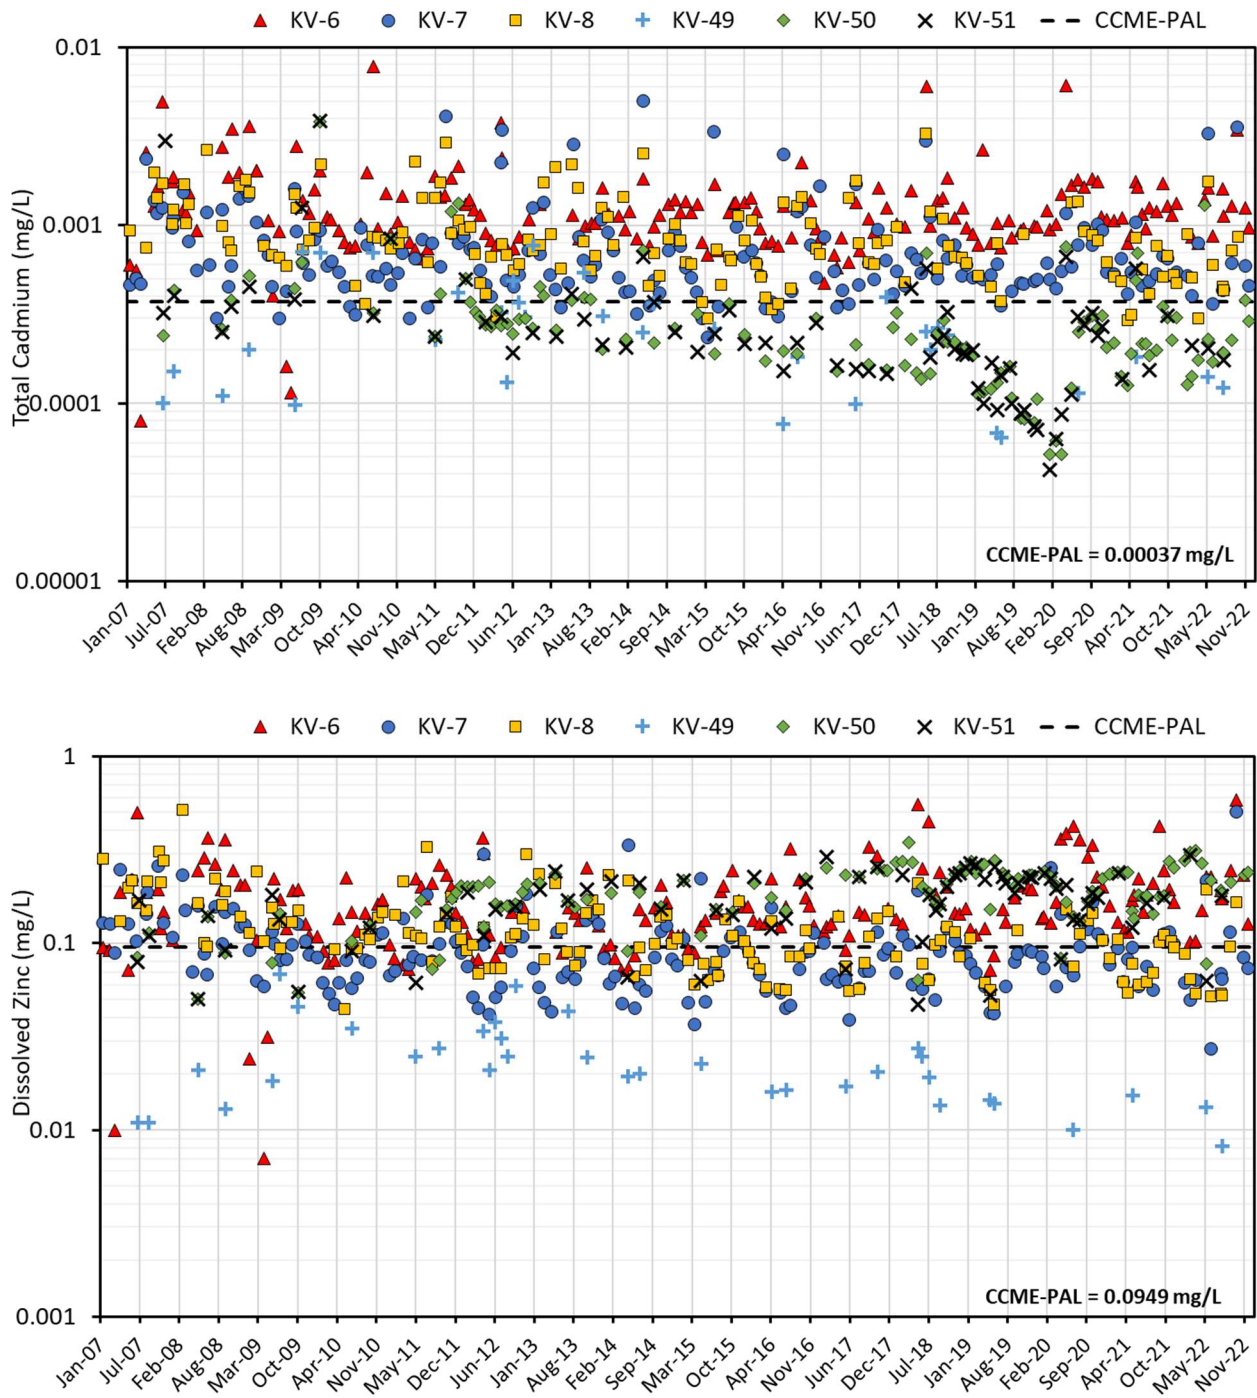 KV-6 KV-7 KV-8 KV-49 KV-50 KV-51 CCME-PAL
Total Cadmium (mg/L)
0.01
0.001
0.0001
0.00001
CCME-PAL = 0.00037 mg/L
Jan-07 Jul-07 Feb-08 Aug-08 Mar-09 Oct-09 Apr-10 Nov-10 May-11 Dec-11 Jun-12 Jan-13 Aug-13 Feb-14 Sep-14 Mar-15 Oct-15 Apr-16 Nov-16 Jun-17 Dec-17 Jul-18 Jan-19 Aug-19 Feb-20 Sep-20 Apr-21 Oct-21 May-22 Nov-22
KV-6 KV-7 KV-8 KV-49 KV-50 KV-51 CCME-PAL
Dissolved Zinc (mg/L)
1
0.1
0.01
0.001
CCME-PAL = 0.0949 mg/L
Jan-07 Jul-07 Feb-08 Aug-08 Mar-09 Oct-09 Apr-10 Nov-10 May-11 Dec-11 Jun-12 Jan-13 Aug-13 Feb-14 Sep-14 Mar-15 Oct-15 Apr-16 Nov-16 Jun-17 Dec-17 Jul-18 Jan-19 Aug-19 Feb-20 Sep-20 Apr-21 Oct-21 May-22 Nov-22